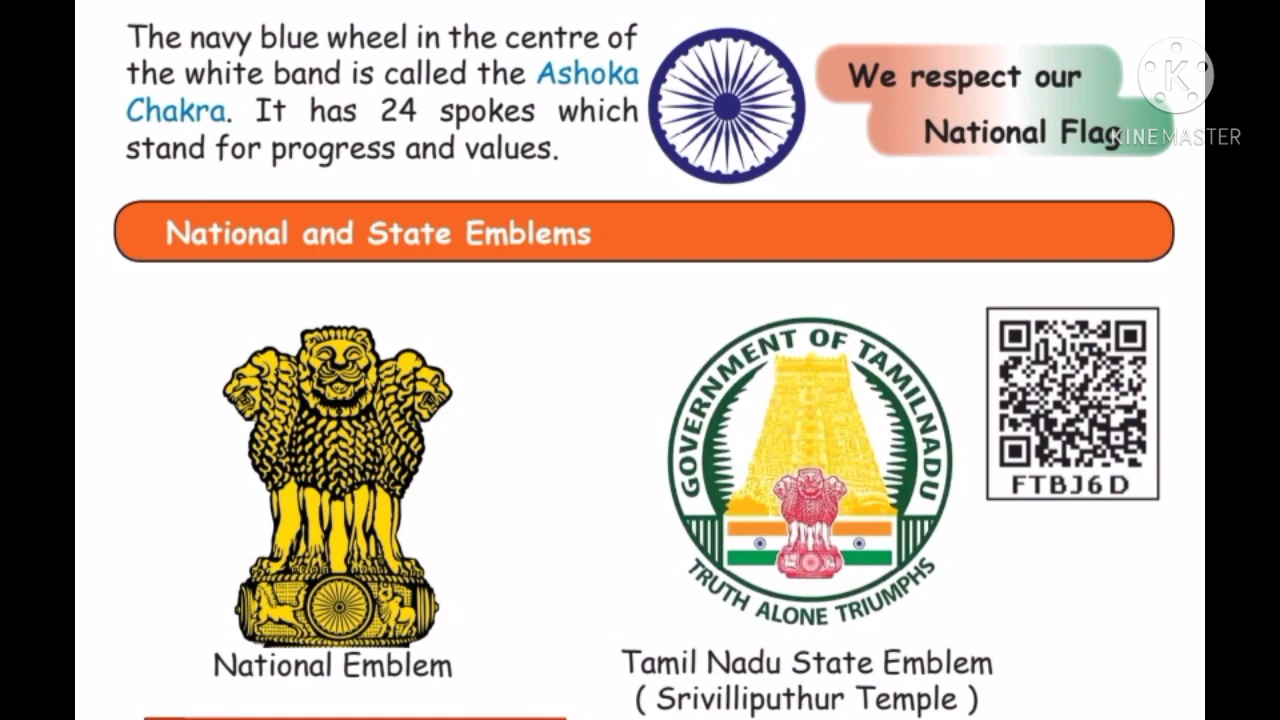 The navy blue wheel in the centre of
the white band is called the Ashoka
Chakra. It has 24 spokes which
stand for progress and values.
We respect our
National Flag
K
KINEMASTER
National and State Emblems
GOVERNMENT OF TAMILNADU
TRUTH ALONE TRIUMPHS
FTBJ6D
National Emblem
Tamil Nadu State Emblem
( Srivilliputhur Temple )